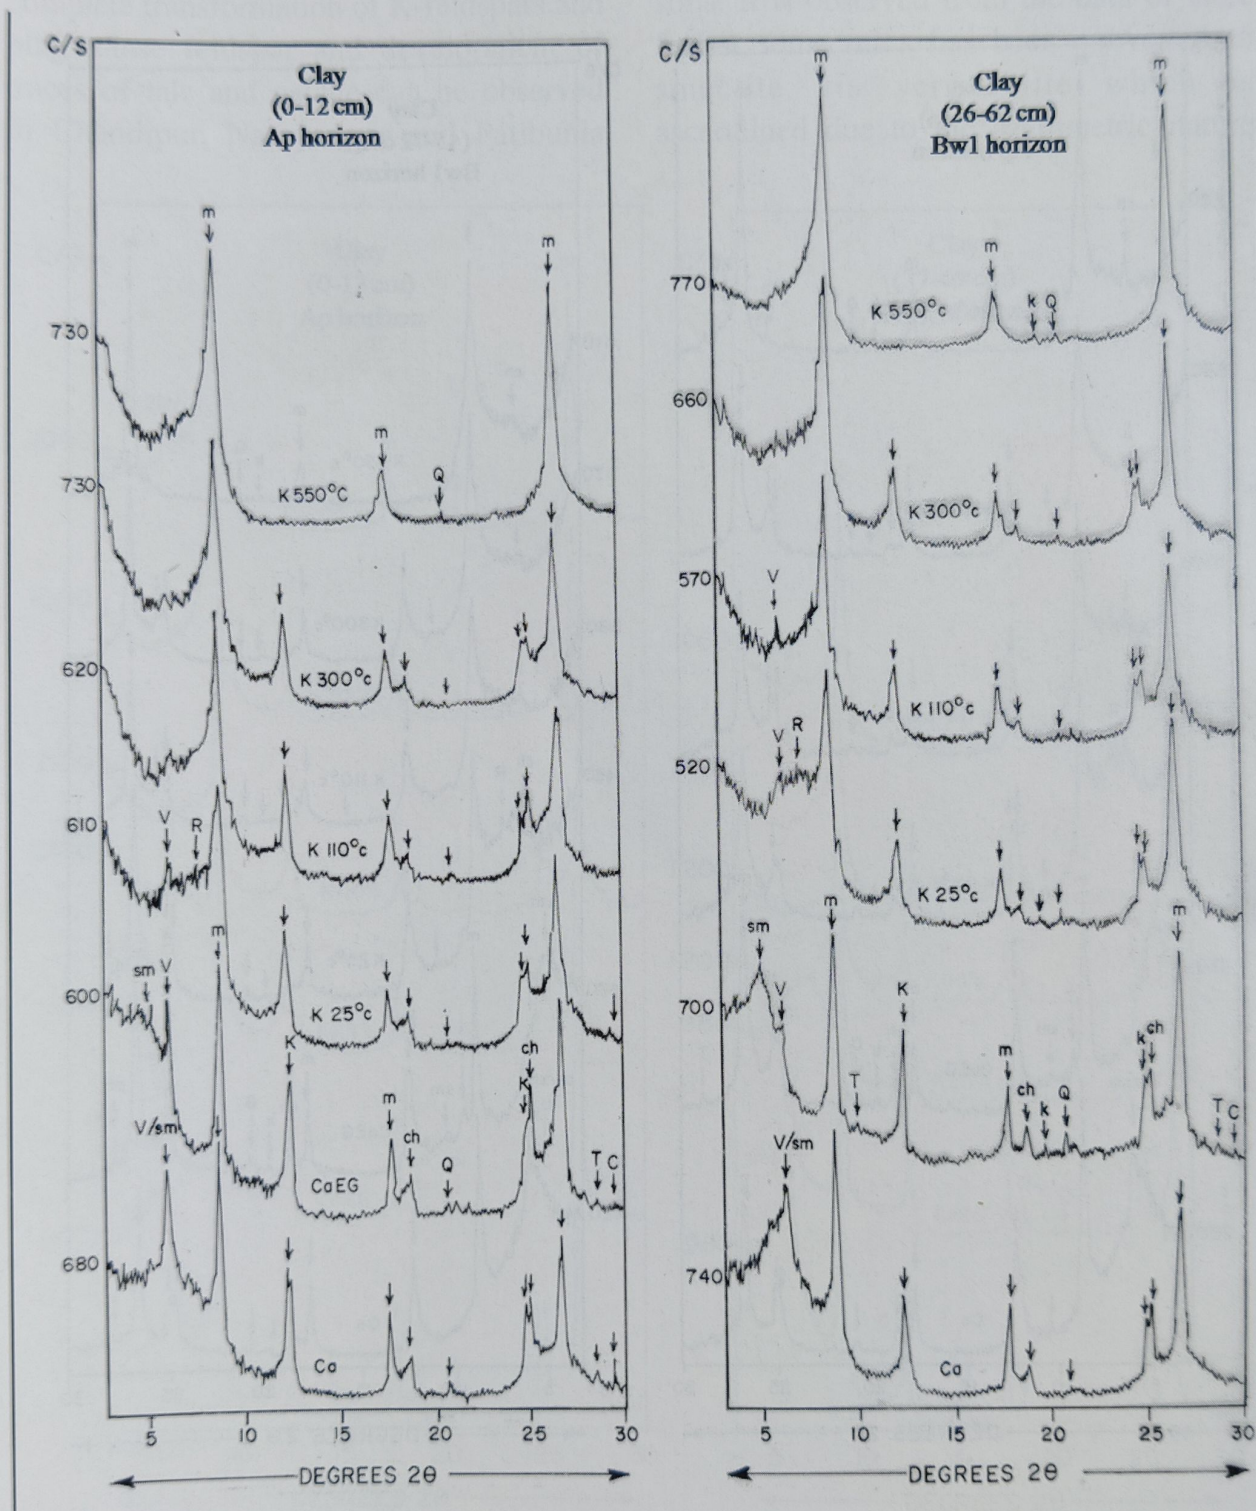 C/S
Clay
(0-12 cm)
Ap horizon
m
m
730
m
Q
K 550°C
730
K 300°c
620
K 110°c
610
V
R
m
sm V
600
K 25°c
K
ch
K
m
ch
V/sm
Q
T C
CaEG
680
Ca
5 10 15 20 25 30
DEGREES 2θ
C/S
Clay
(26-62 cm)
Bw1 horizon
m
m
770
m
k Q
K 550°c
660
K 300°c
570
V
K 110°c
520
V
R
K 25°c
m
m
sm
V
700
K
T
m
ch
k
Q
k
ch
T C
V/sm
740
Ca
5 10 15 20 25 30
DEGREES 2θ